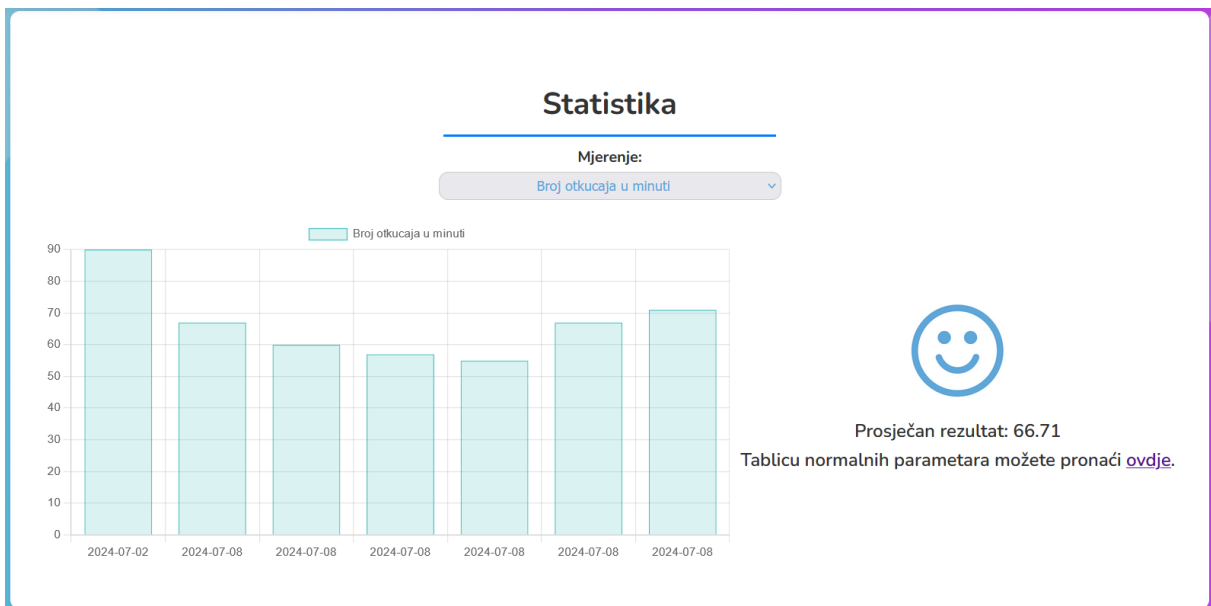 Statistika
Mjerenje:
Broj otkucaja u minuti
Broj otkucaja u minuti
90
80
70
60
50
40
30
20
10
0
2024-07-02 2024-07-08 2024-07-08 2024-07-08 2024-07-08 2024-07-08 2024-07-08
Prosječan rezultat: 66.71
Tablicu normalnih parametara možete pronaći ovdje.